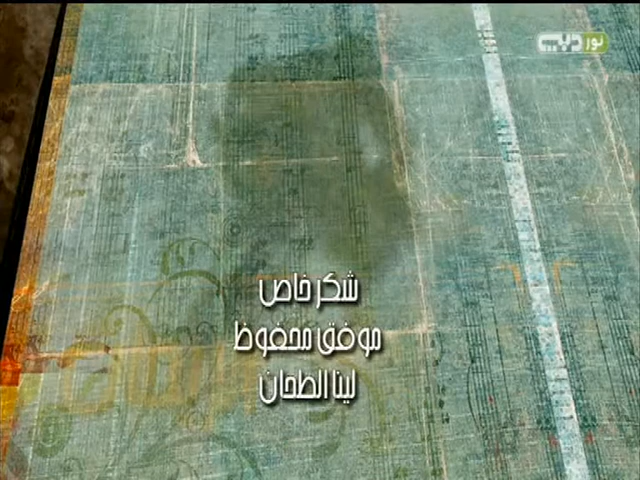 نور دبي
شكر خاص
موفق محفوظ
لينا الطحان